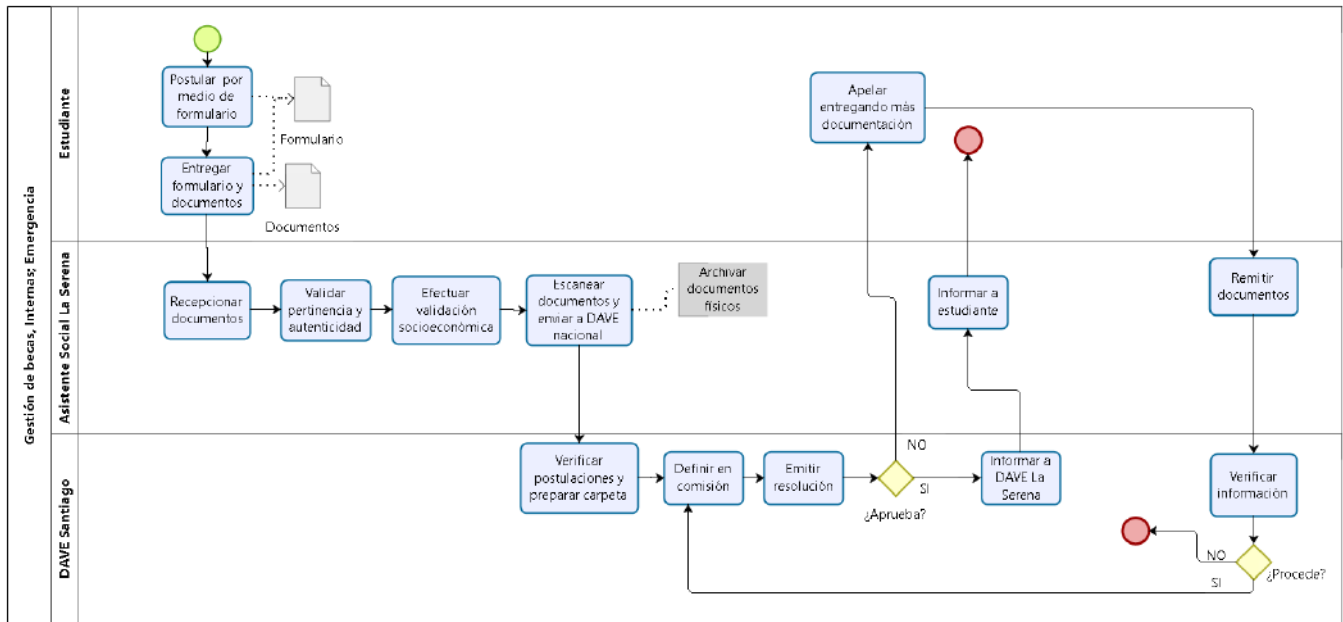 Gestión de becas, Internas; Emergencia
Estudiante
Postular por
medio de
formulario
Formulario
Entregar
formulario y
documentos
Documentos
Apelar
entregando más
documentación
Asistente Social La Serena
Recepcionar
documentos
Validar
pertinencia y
autenticidad
Efectuar
validación
socioeconómica
Escanear
documentos y
enviar a DAVE
nacional
Archivar
documentos
físicos
Informar a
estudiante
Remitir
documentos
DAVE Santiago
Verificar
postulaciones y
preparar carpeta
Definir en
comisión
Emitir
resolución
¿Aprueba?
NO
SI
Informar a
DAVE La
Serena
Verificar
información
¿Procede?
NO
SI